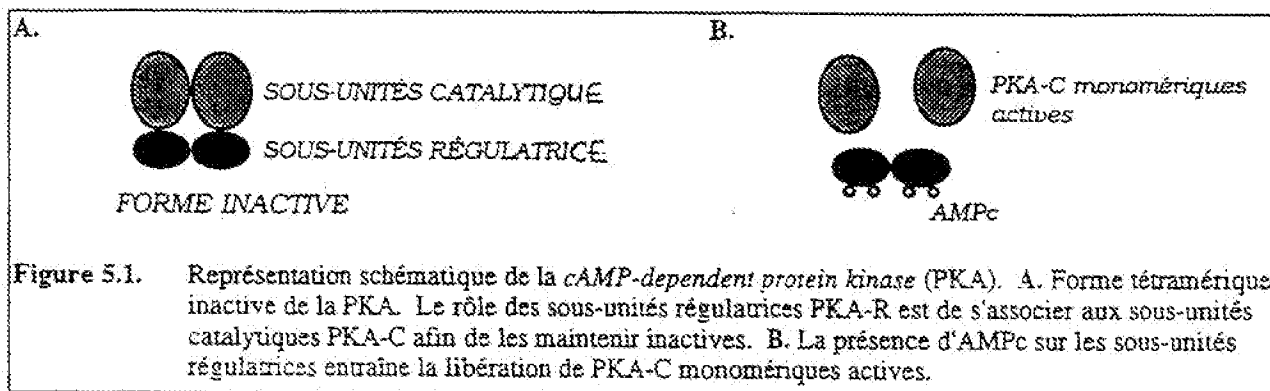 A.
B.
SOUS-UNITÉS CATALYTIQUE
SOUS-UNITÉS RÉGULATRICE
FORME INACTIVE
PKA-C monomériques
actives
AMPc
Figure 5.1. Représentation schématique de la cAMP-dependent protein kinase (PKA). A. Forme tétramérique
inactive de la PKA. Le rôle des sous-unités régulatrices PKA-R est de s'associer aux sous-unités
catalytiques PKA-C afin de les maintenir inactives. B. La présence d'AMPc sur les sous-unités
régulatrices entraîne la libération de PKA-C monomériques actives.